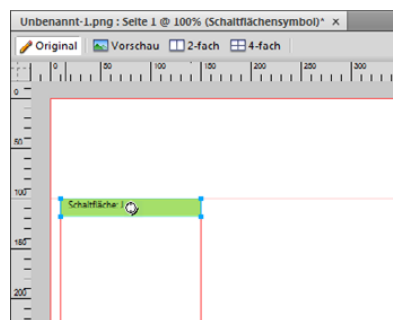 Unbenannt-1.png : Seite 1 @ 100% (Schaltflächensymbol)* ×
Original Vorschau 2-fach 4-fach
0 50 100 150 200 250 300
0
50
100
150
200
Schaltfläche: 1